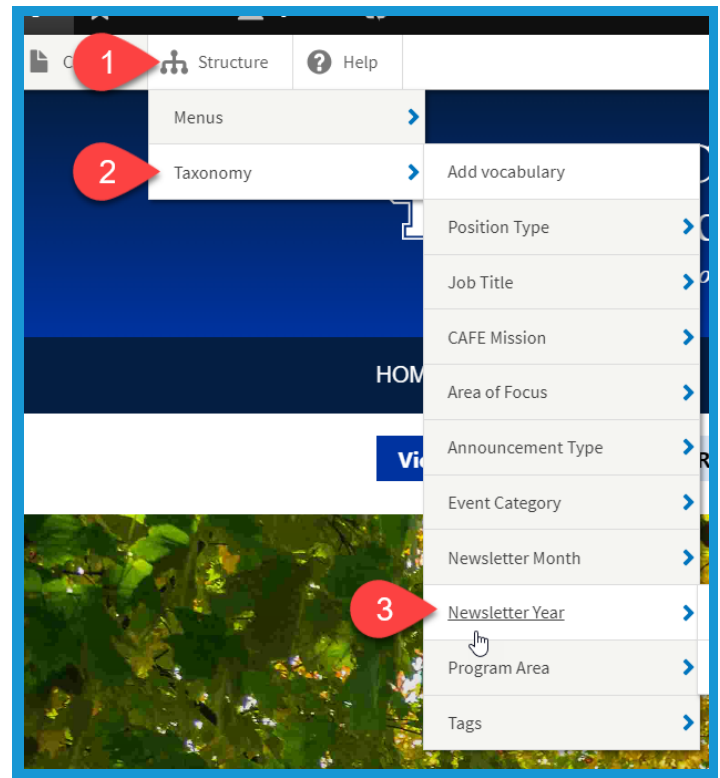 1
Structure
Help
Menus
2
Taxonomy
Add vocabulary
Position Type
Job Title
CAFE Mission
HOM
Area of Focus
Vie
Announcement Type
R
Event Category
Newsletter Month
3
Newsletter Year
Program Area
Tags